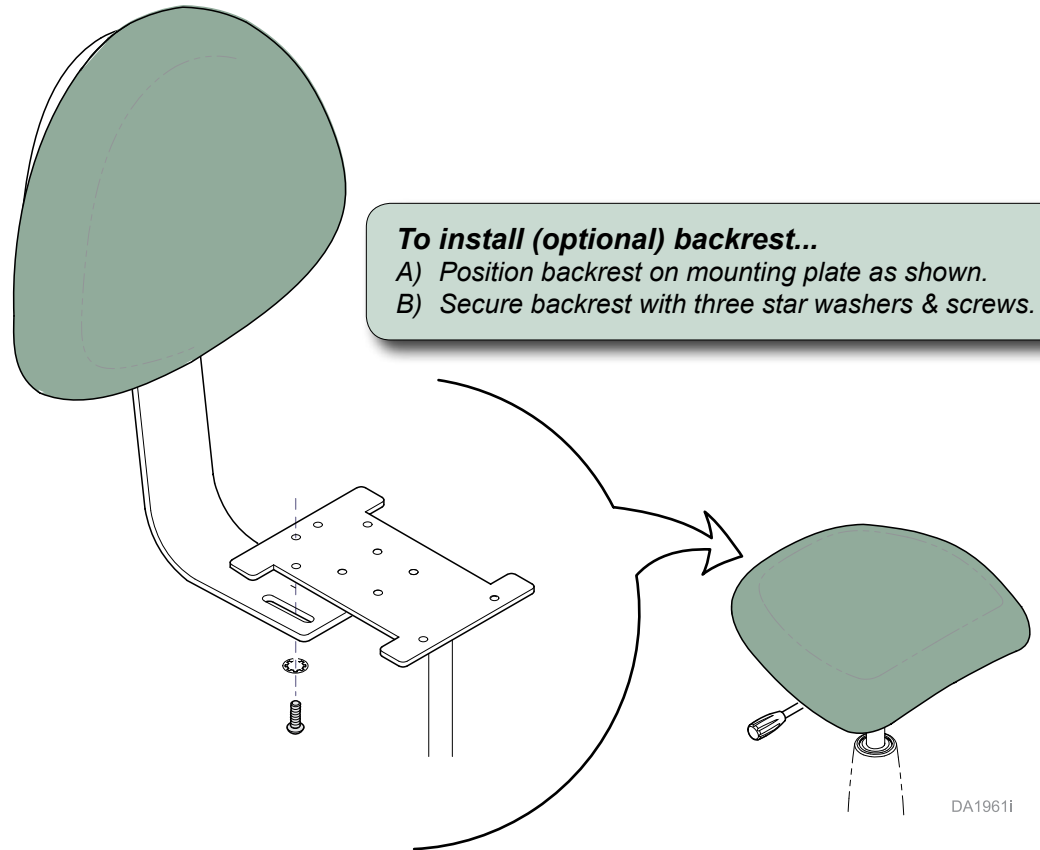 To install (optional) backrest...
A) Position backrest on mounting plate as shown.
B) Secure backrest with three star washers & screws.
DA1961i